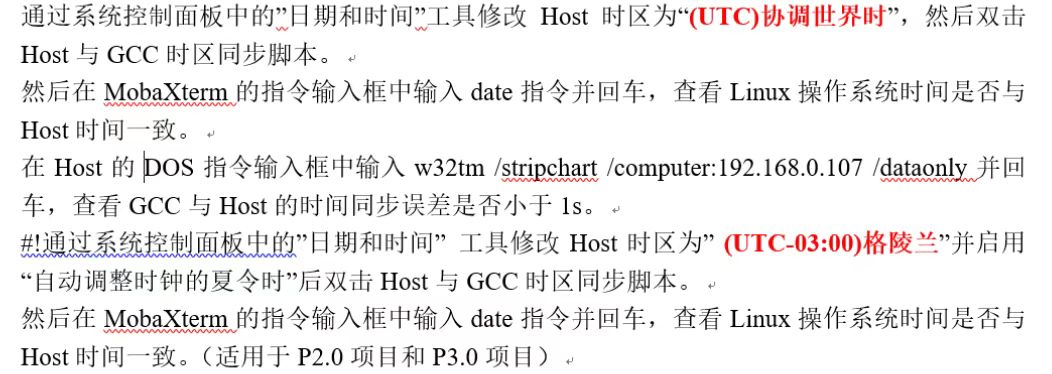 通过系统控制面板中的”日期和时间”工具修改 Host 时区为“(UTC)协调世界时”，然后双击
Host 与 GCC 时区同步脚本。
然后在 MobaXterm 的指令输入框中输入 date 指令并回车，查看 Linux 操作系统时间是否与
Host 时间一致。
在 Host 的 DOS 指令输入框中输入 w32tm /stripchart /computer:192.168.0.107 /dataonly 并回
车，查看 GCC 与 Host 的时间同步误差是否小于 1s。
#!通过系统控制面板中的”日期和时间” 工具修改 Host 时区为” (UTC-03:00)格陵兰”并启用
“自动调整时钟的夏令时”后双击 Host 与 GCC 时区同步脚本。
然后在 MobaXterm 的指令输入框中输入 date 指令并回车，查看 Linux 操作系统时间是否与
Host 时间一致。（适用于 P2.0 项目和 P3.0 项目）